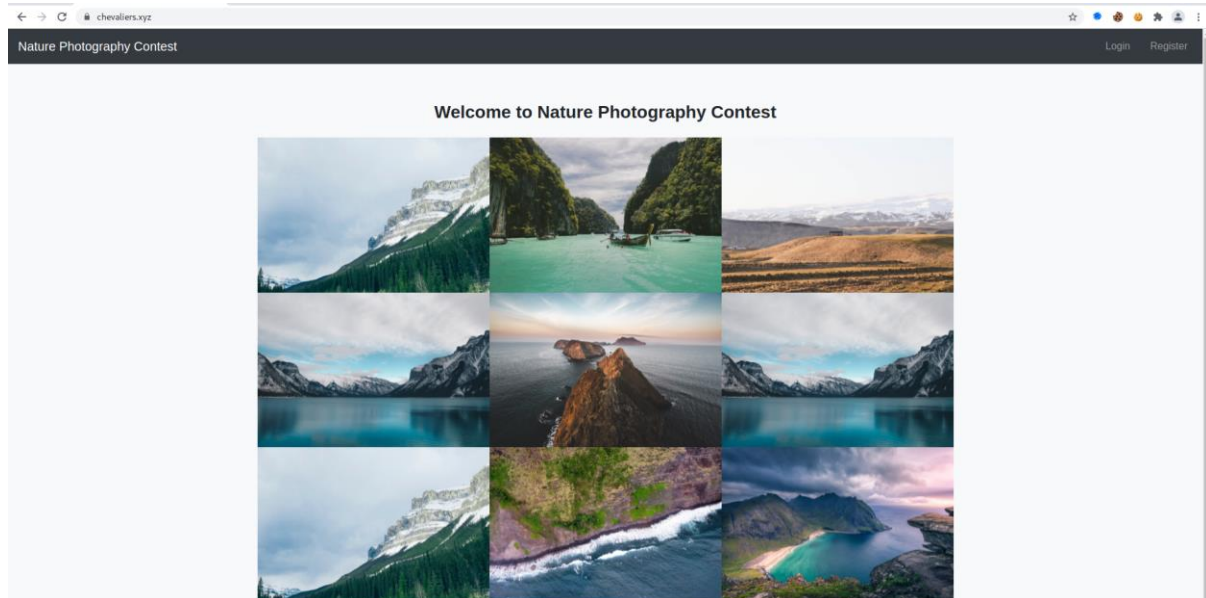 chevaliers.xyz
Nature Photography Contest
Login
Register
Welcome to Nature Photography Contest